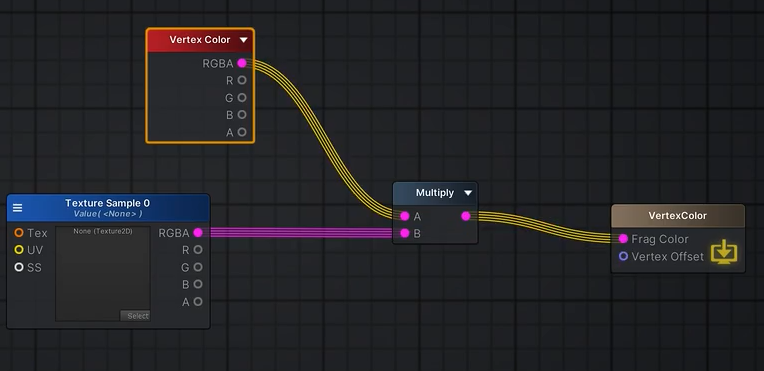 Vertex Color
RGBA
R
G
B
A
Texture Sample 0
Value( <None> )
Tex
UV
SS
None (Texture2D)
Select
RGBA
R
G
B
A
Multiply
A
B
VertexColor
Frag Color
Vertex Offset